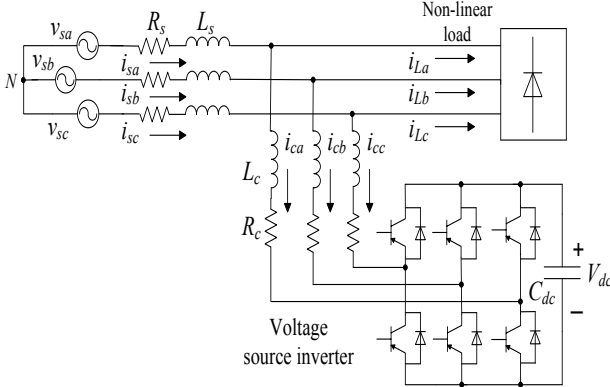 v_sa
R_s
L_s
Non-linear
load
v_sb
i_sa
i_La
N
i_sb
i_Lb
v_sc
i_sc
i_Lc
i_ca
i_cb
i_cc
L_c
R_c
+
V_dc
C_dc
−
Voltage
source inverter